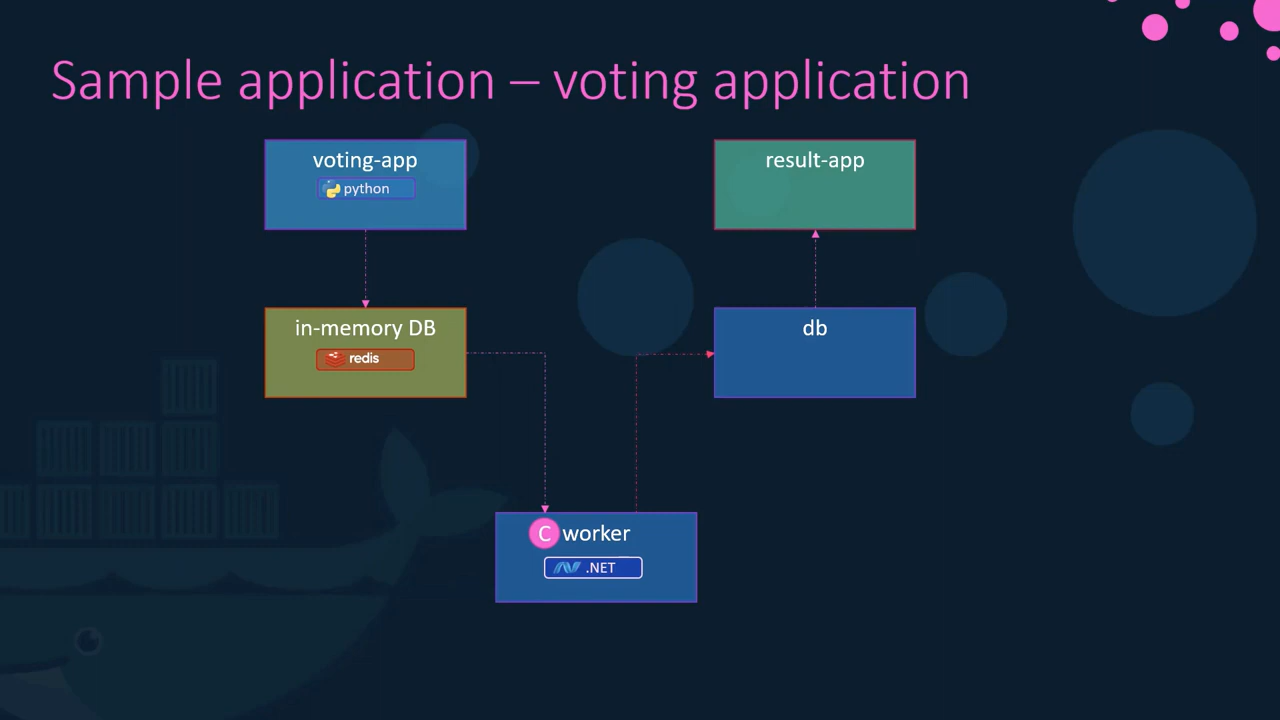 Sample application – voting application
voting-app
python
result-app
in-memory DB
redis
db
C worker
.NET